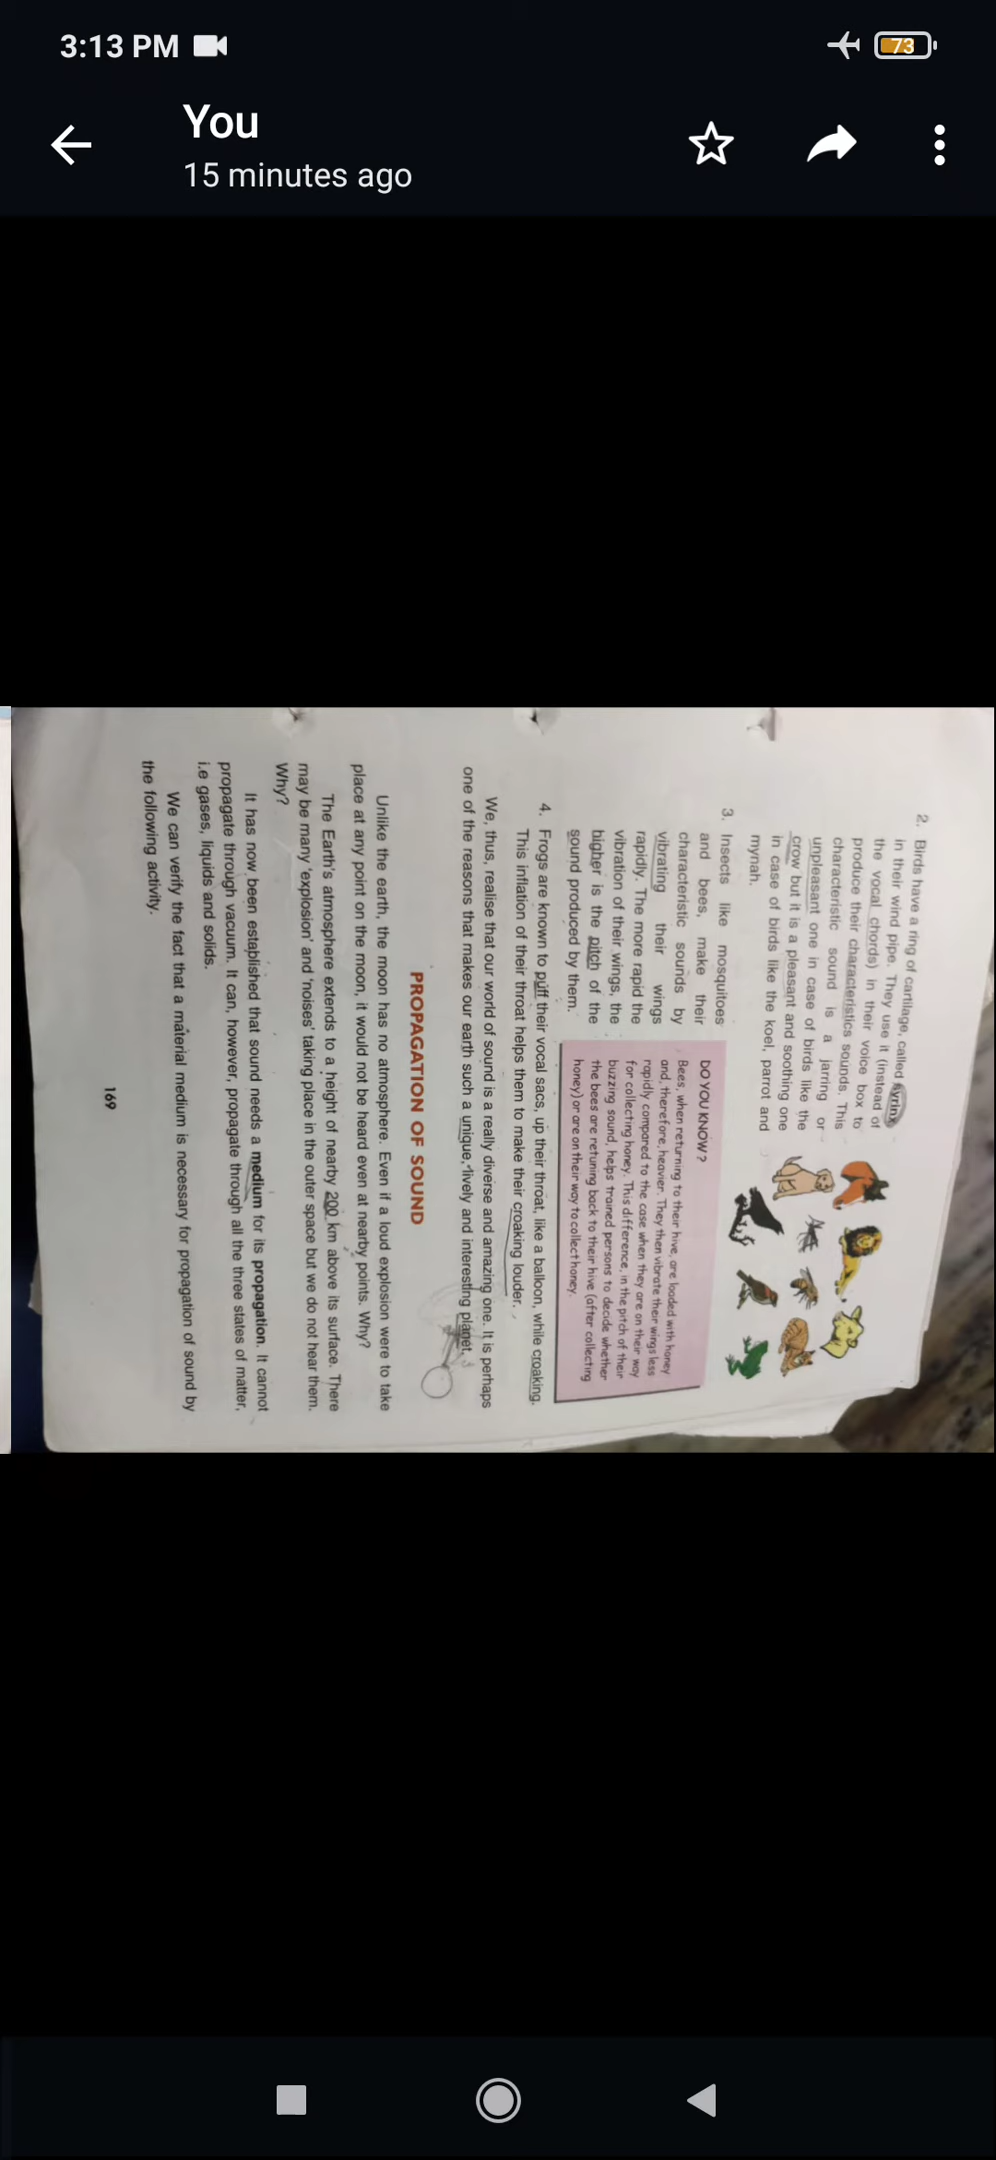 3:13 PM
73
You
15 minutes ago
2. Birds have a ring of cartilage, called syrinx
in their wind pipe. They use it (instead of
the vocal chords) in their voice box to
produce their characteristics sounds. This
characteristic sound is a jarring or
unpleasant one in case of birds like the
crow but it is a pleasant and soothing one
in case of birds like the koel, parrot and
mynah.
3. Insects like mosquitoes
and bees, make their
characteristic sounds by
vibrating their wings
rapidly. The more rapid the
vibration of their wings, the
higher is the pitch of the
sound produced by them.
DO YOU KNOW?
Bees, when returning to their hive, are loaded with honey
and, therefore, heavier. They then vibrate their wings less
rapidly compared to the case when they are on their way
for collecting honey. This difference, in the pitch of their
buzzing sound, helps trained persons to decide whether
the bees are retuning back to their hive (after collecting
honey) or are on their way to collect honey.
4. Frogs are known to puff their vocal sacs, up their throat, like a balloon, while croaking.
This inflation of their throat helps them to make their croaking louder.
We, thus, realise that our world of sound is a really diverse and amazing one. It is perhaps
one of the reasons that makes our earth such a unique, lively and interesting planet.
PROPAGATION OF SOUND
Unlike the earth, the moon has no atmosphere. Even if a loud explosion were to take
place at any point on the moon, it would not be heard even at nearby points. Why?
The Earth's atmosphere extends to a height of nearby 200 km above its surface. There
may be many 'explosion' and 'noises' taking place in the outer space but we do not hear them.
Why?
It has now been established that sound needs a medium for its propagation. It cannot
propagate through vacuum. It can, however, propagate through all the three states of matter,
i.e gases, liquids and solids.
We can verify the fact that a material medium is necessary for propagation of sound by
the following activity.
169